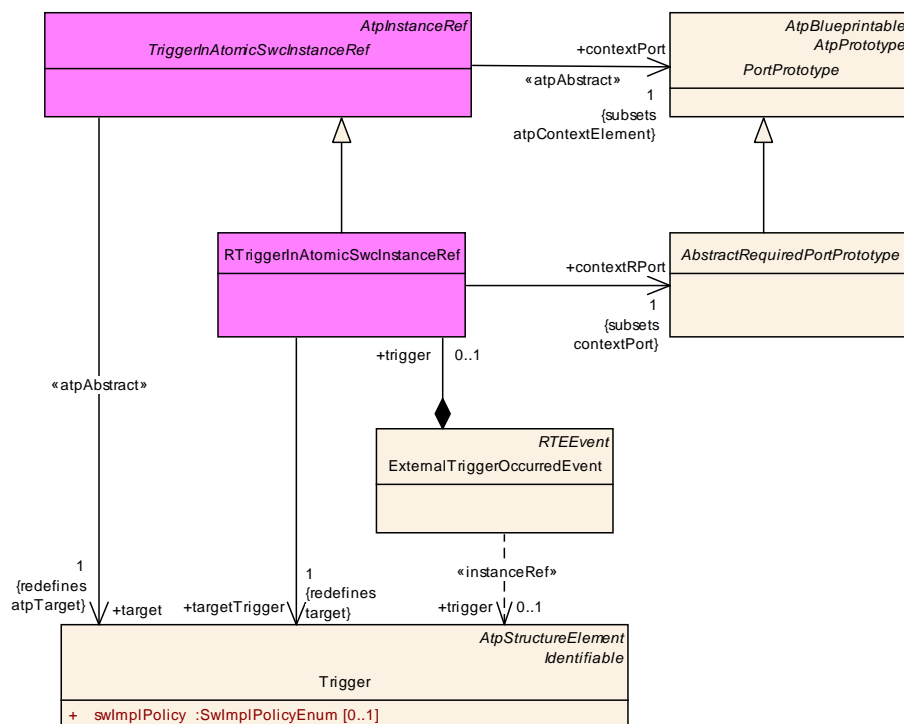 AtpInstanceRef
TriggerInAtomicSwcInstanceRef
+contextPort
«atpAbstract»
1
{subsets
atpContextElement}
AtpBlueprintable
AtpPrototype
PortPrototype
RTriggerInAtomicSwcInstanceRef
+contextRPort
1
{subsets
contextPort}
AbstractRequiredPortPrototype
+trigger
0..1
«atpAbstract»
RTEEvent
ExternalTriggerOccurredEvent
«instanceRef»
1
{redefines
atpTarget}
+target
+targetTrigger
1
{redefines
target}
+trigger
0..1
AtpStructureElement
Identifiable
Trigger
+ swImplPolicy :SwImplPolicyEnum [0..1]